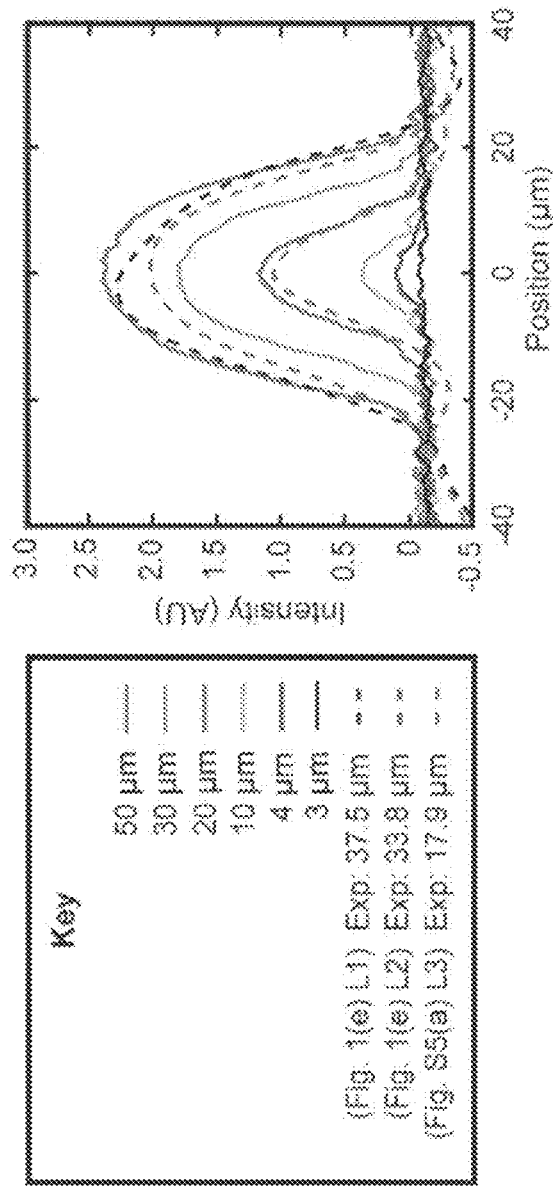 Key
50 µm
30 µm
20 µm
10 µm
4 µm
3 µm
(Fig. 1(e) L1) Exp: 37.5 µm
(Fig. 1(e) L2) Exp: 33.8 µm
(Fig. S5(a) L3) Exp: 17.9 µm
Intensity (AU)
3.0
2.5
2.0
1.5
1.0
0.5
0
-0.5
-40
-20
0
20
40
Position (µm)